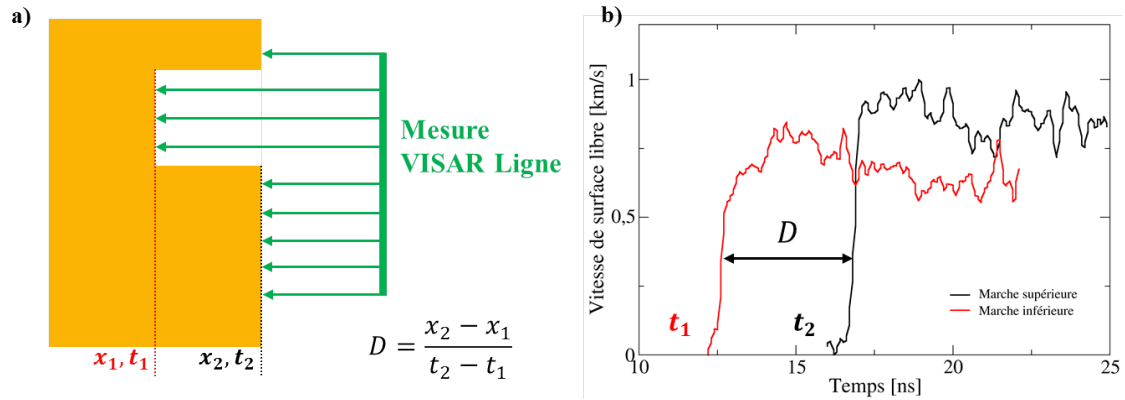 a)
Mesure
VISAR Ligne
x₁, t₁
x₂, t₂
D = (x₂ − x₁) / (t₂ − t₁)
b)
Vitesse de surface libre [km/s]
1
0,5
0
D
t₁
t₂
Marche supérieure
Marche inférieure
10
15
20
25
Temps [ns]